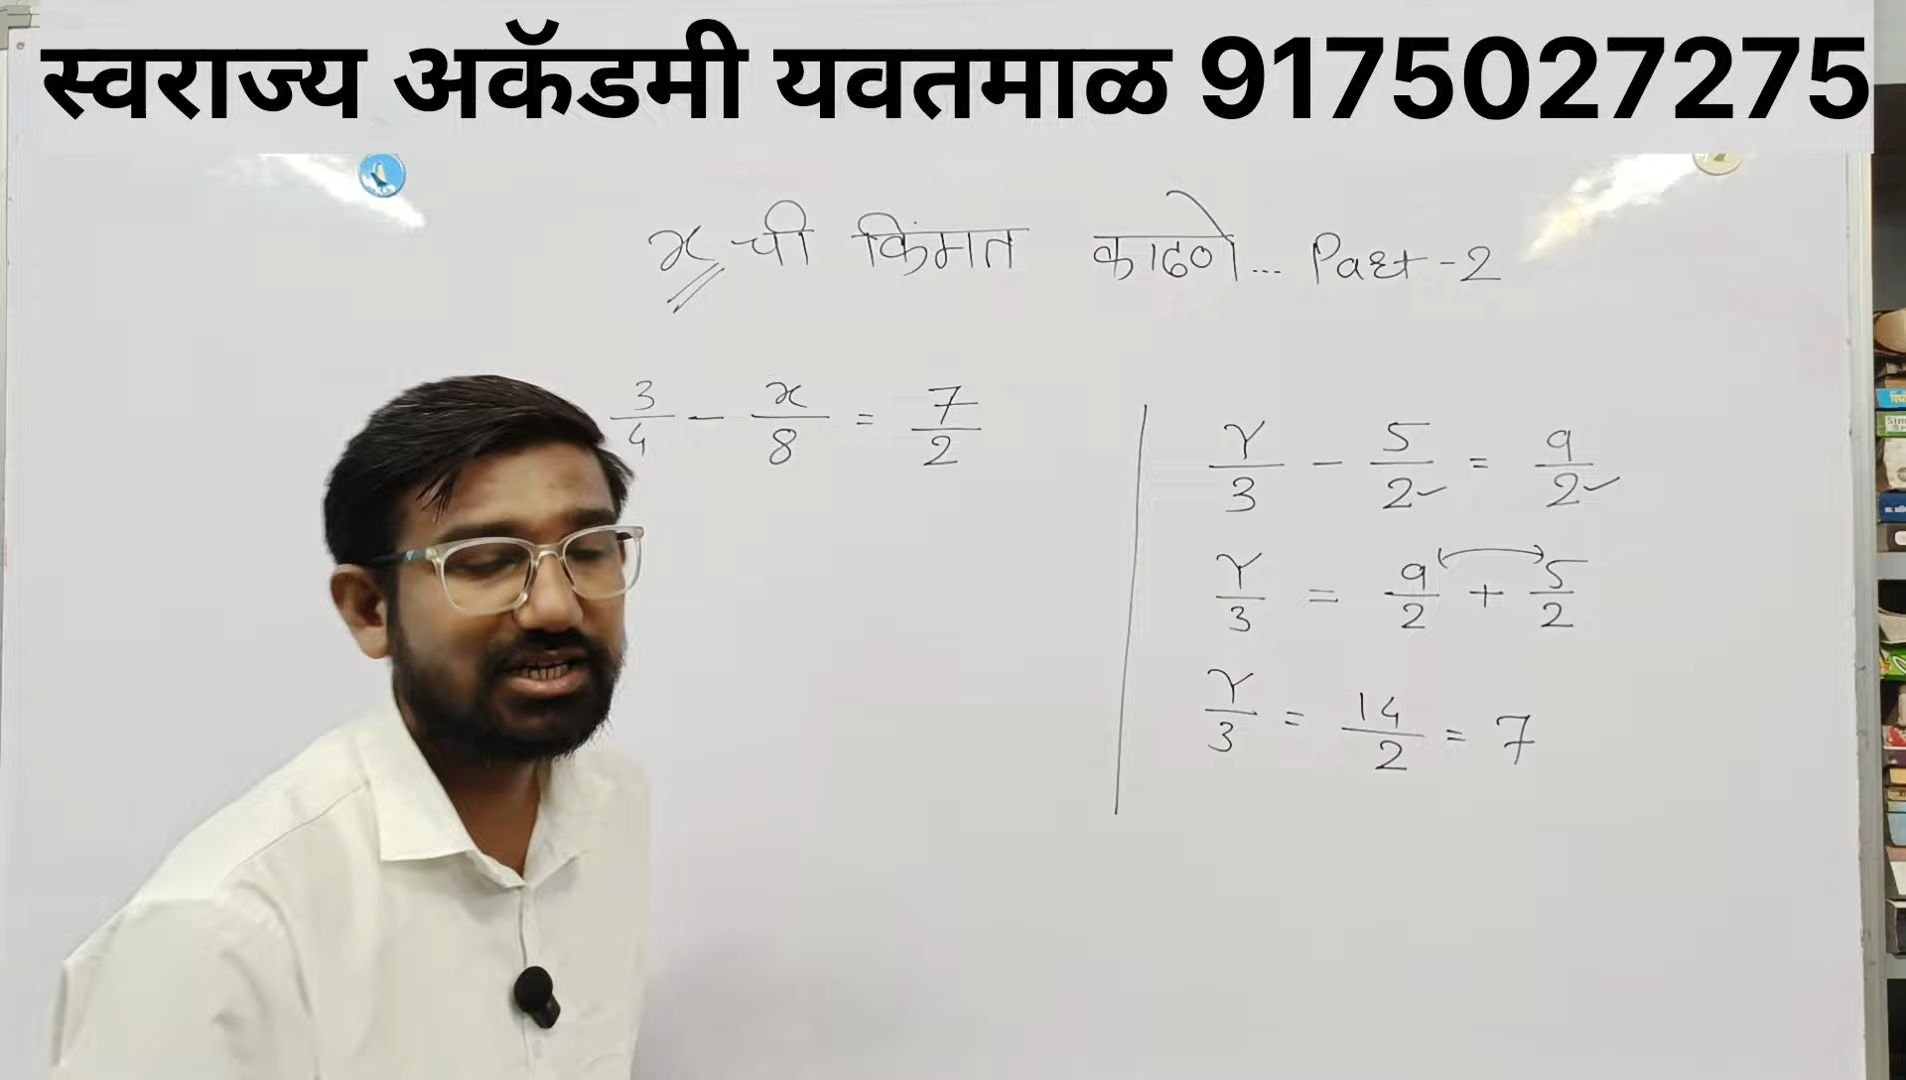 स्वराज्य अकॅडमी यवतमाळ 9175027275
x ची किंमत काढणे... Part - 2
3/4 - x/8 = 7/2
r/3 - 5/2 = 9/2
r/3 = 9/2 + 5/2
r/3 = 14/2 = 7